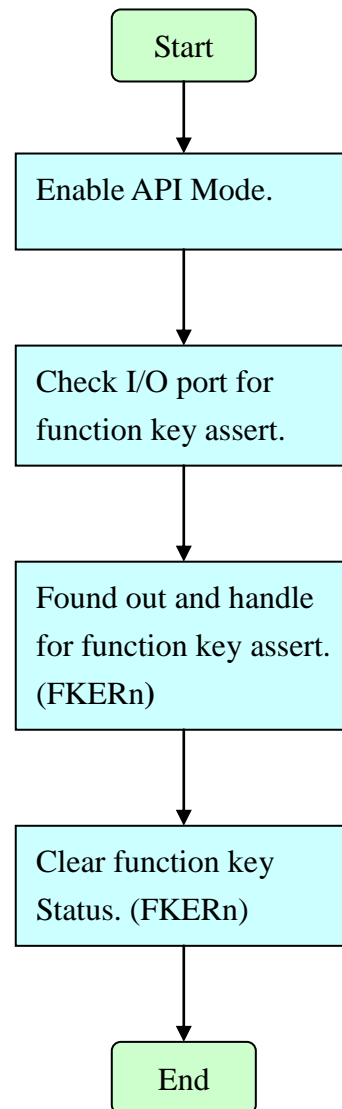 Start
Enable API Mode.
Check I/O port for
function key assert.
Found out and handle
for function key assert.
(FKERn)
Clear function key
Status. (FKERn)
End